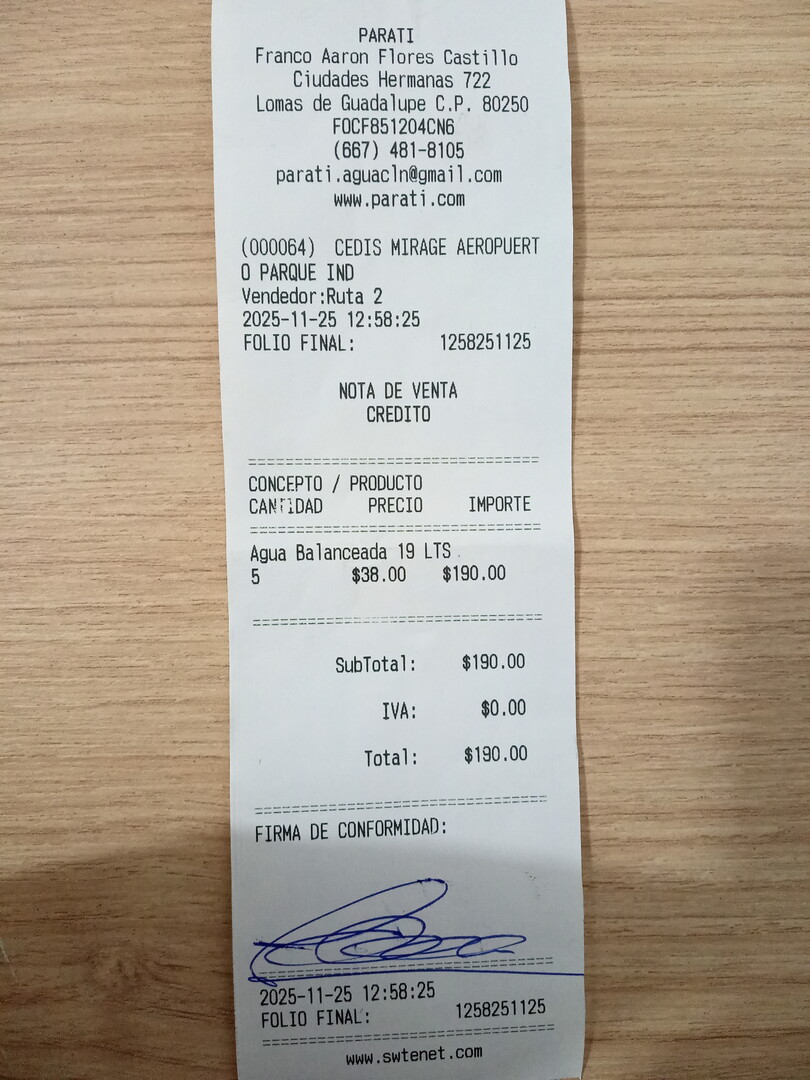 PARATI
Franco Aaron Flores Castillo
Ciudades Hermanas 722
Lomas de Guadalupe C.P. 80250
FOCF851204CN6
(667) 481-8105
parati.aguacln@gmail.com
www.parati.com
(000064) CEDIS MIRAGE AEROPUERT
O PARQUE IND
Vendedor:Ruta 2
2025-11-25 12:58:25
FOLIO FINAL: 1258251125
NOTA DE VENTA
CREDITO
CONCEPTO / PRODUCTO
CANTIDAD PRECIO IMPORTE
Agua Balanceada 19 LTS
5 $38.00 $190.00
SubTotal: $190.00
IVA: $0.00
Total: $190.00
FIRMA DE CONFORMIDAD:
2025-11-25 12:58:25
FOLIO FINAL: 1258251125
www.swtenet.com